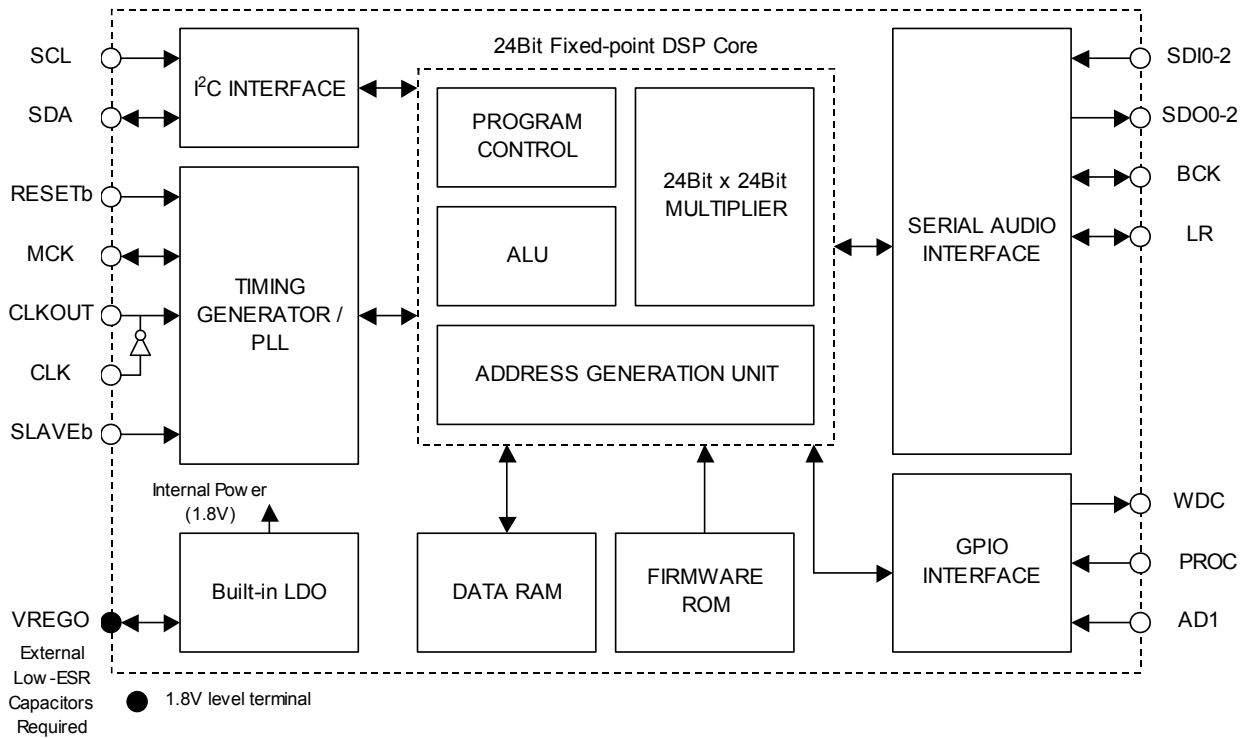 24Bit Fixed-point DSP Core
SCL
SDA
RESETb
MCK
CLKOUT
CLK
SLAVEb
VREGO
External
Low-ESR
Capacitors
Required
I²C INTERFACE
TIMING
GENERATOR /
PLL
Internal Power
(1.8V)
Built-in LDO
1.8V level terminal
PROGRAM
CONTROL
ALU
24Bit x 24Bit
MULTIPLIER
ADDRESS GENERATION UNIT
DATA RAM
FIRMWARE
ROM
SERIAL AUDIO
INTERFACE
GPIO
INTERFACE
SDI0-2
SDO0-2
BCK
LR
WDC
PROC
AD1